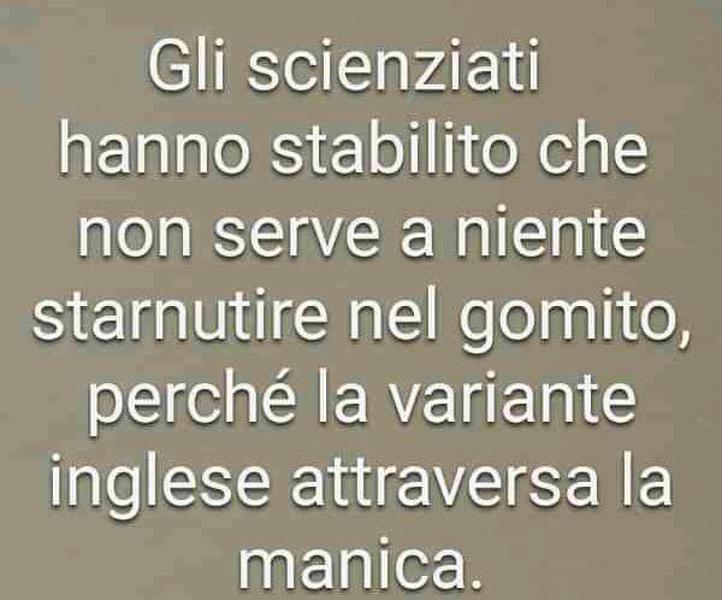 Gli scienziati
hanno stabilito che
non serve a niente
starnutire nel gomito,
perché la variante
inglese attraversa la
manica.